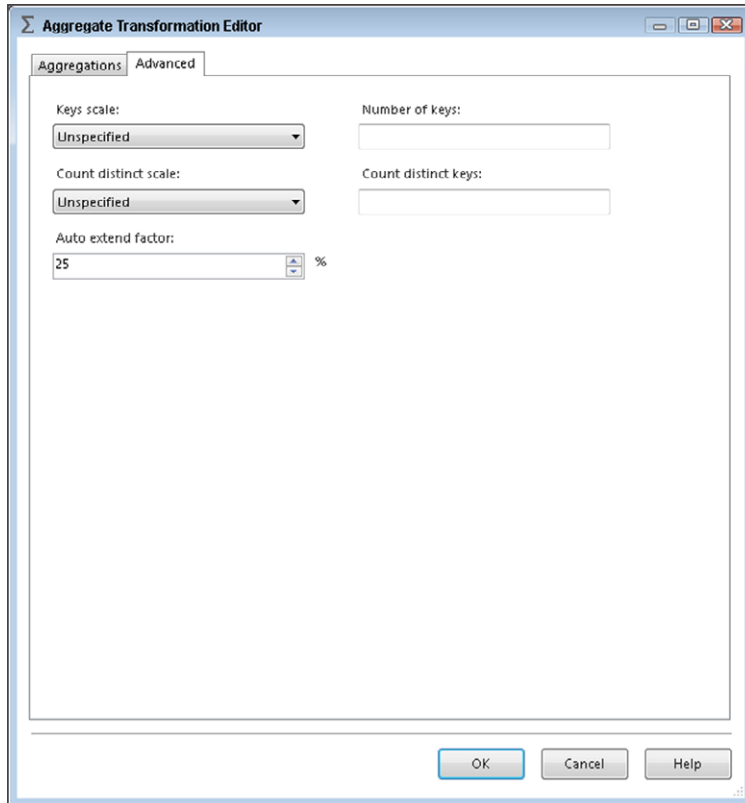 Σ Aggregate Transformation Editor
Aggregations Advanced
Keys scale: Number of keys:
Unspecified
Count distinct scale: Count distinct keys:
Unspecified
Auto extend factor:
25 %
OK Cancel Help